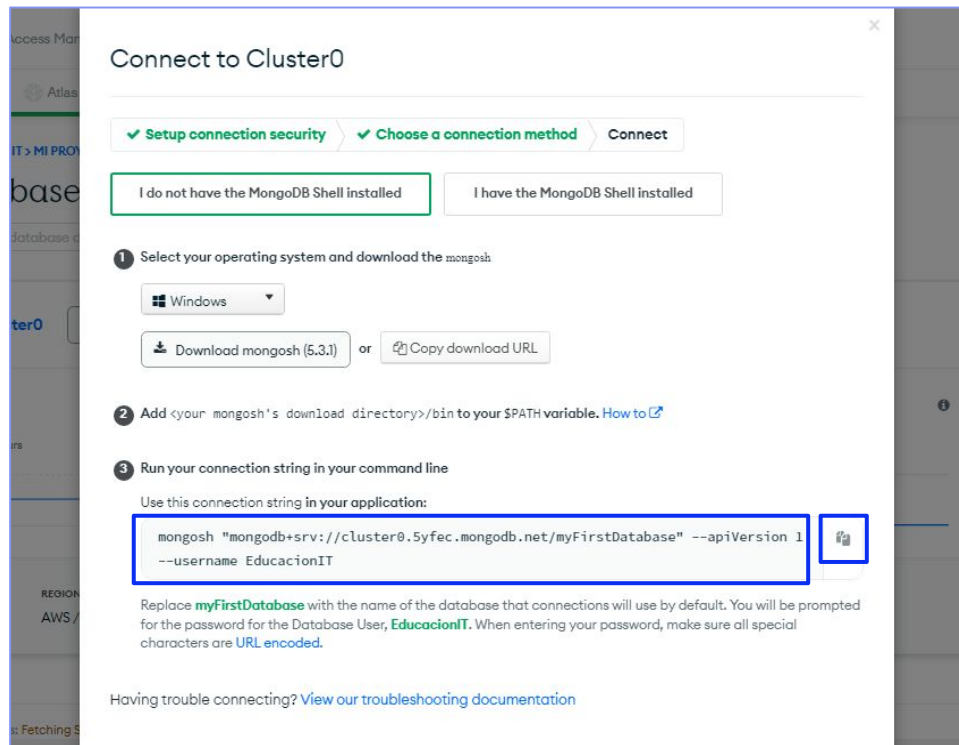 Access Man
Connect to Cluster0
Atlas
Setup connection security
Choose a connection method
Connect
IT > MI PROY
base
I do not have the MongoDB Shell installed
I have the MongoDB Shell installed
database d
1 Select your operating system and download the mongosh
Windows
ter0
Download mongosh (5.3.1) or Copy download URL
2 Add <your mongosh's download directory>/bin to your $PATH variable. How to
urs
3 Run your connection string in your command line
Use this connection string in your application:
mongosh "mongodb+srv://cluster0.5yfec.mongodb.net/myFirstDatabase" --apiVersion 1
--username EducacionIT
REGION
AWS /
Replace myFirstDatabase with the name of the database that connections will use by default. You will be prompted
for the password for the Database User, EducacionIT. When entering your password, make sure all special
characters are URL encoded.
Having trouble connecting? View our troubleshooting documentation
s: Fetching S